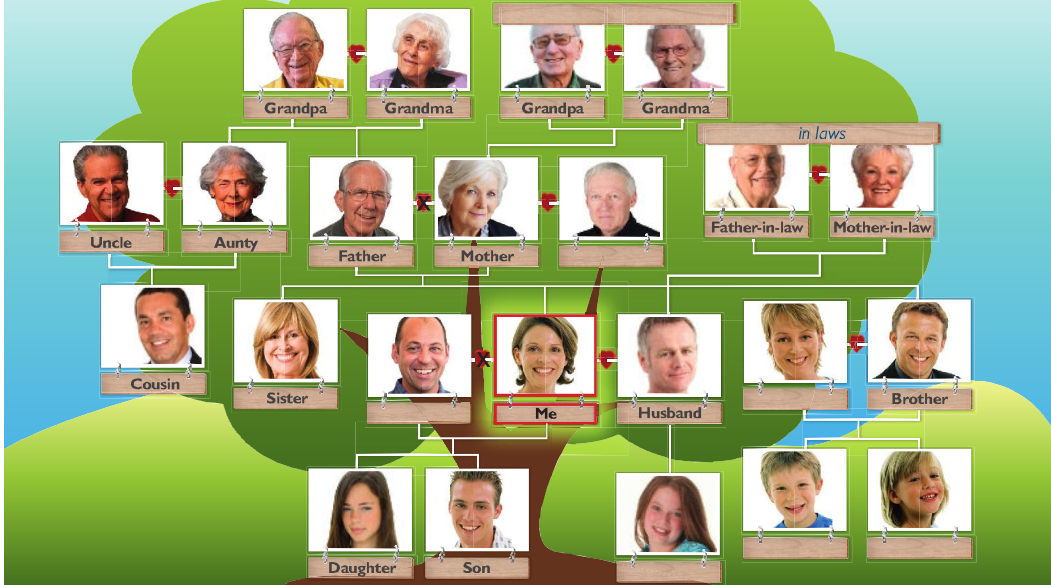 Grandpa
Grandma
Grandpa
Grandma
in laws
Uncle
Aunty
Father
Mother
Father-in-law
Mother-in-law
Cousin
Sister
Me
Husband
Brother
Daughter
Son